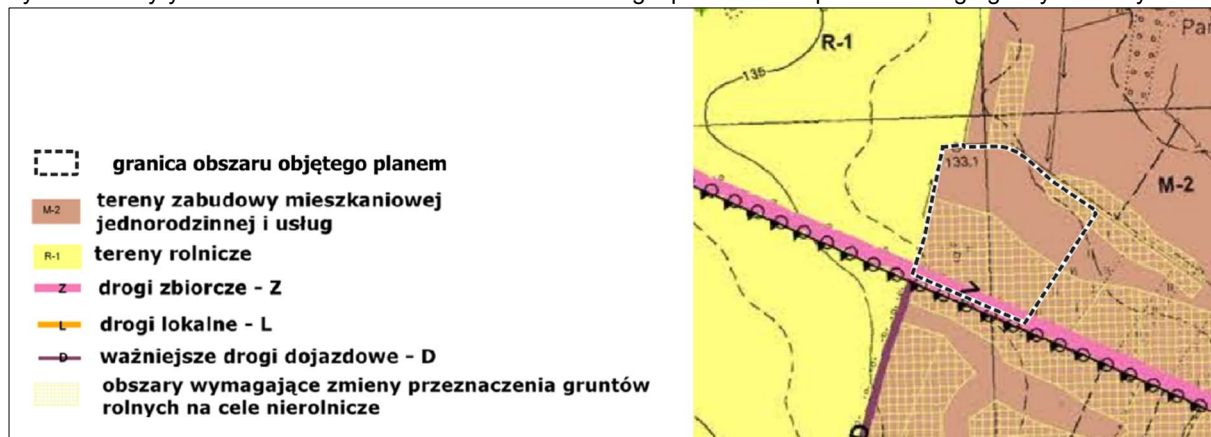 granica obszaru objętego planem
M-2
tereny zabudowy mieszkaniowej
jednorodzinnej i usług
R-1
tereny rolnicze
Z
drogi zbiorcze - Z
L
drogi lokalne - L
D
ważniejsze drogi dojazdowe - D
obszary wymagające zmiany przeznaczenia gruntów
rolnych na cele nierolnicze
R-1
135
133.1
M-2
Z